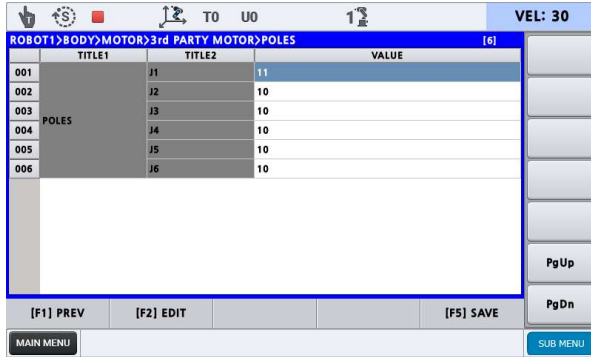 S T0 U0 1 VEL: 30
ROBOT1>BODY>MOTOR>3rd PARTY MOTOR>POLES [6]
TITLE1 TITLE2 VALUE
001 POLES J1 11
002 J2 10
003 J3 10
004 J4 10
005 J5 10
006 J6 10
PgUp
PgDn
[F1] PREV [F2] EDIT [F5] SAVE
MAIN MENU SUB MENU